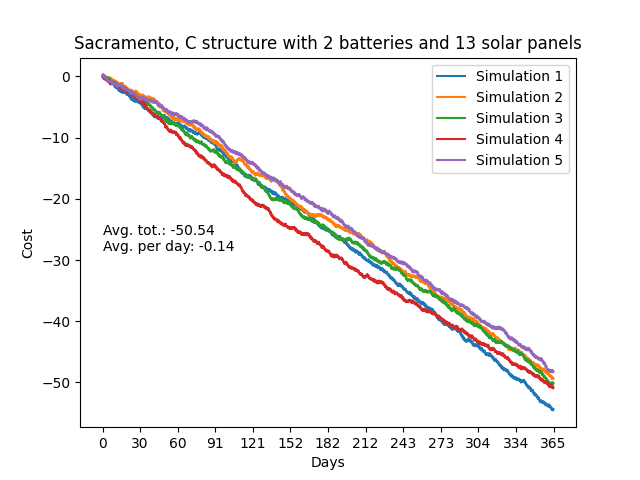 Sacramento, C structure with 2 batteries and 13 solar panels
Simulation 1
Simulation 2
Simulation 3
Simulation 4
Simulation 5
Avg. tot.: -50.54
Avg. per day: -0.14
Cost
0
−10
−20
−30
−40
−50
0 30 60 91 121 152 182 212 243 273 304 334 365
Days